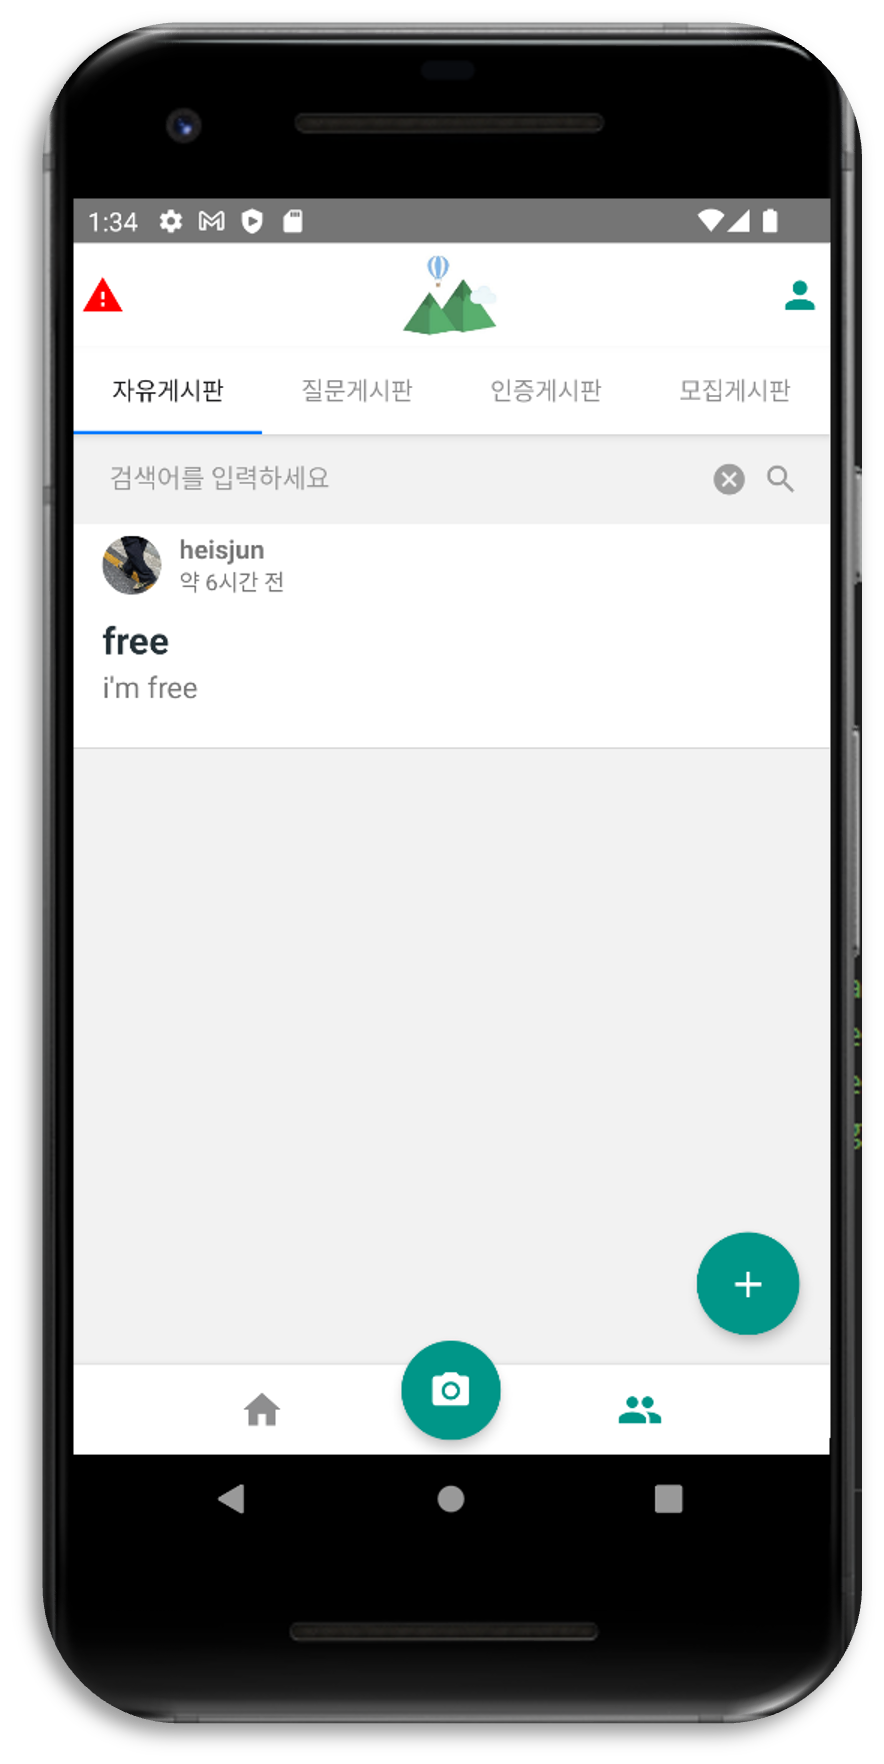 1:34
자유게시판 질문게시판 인증게시판 모집게시판
검색어를 입력하세요
heisjun
약 6시간 전
free
i'm free
a
e
e
g